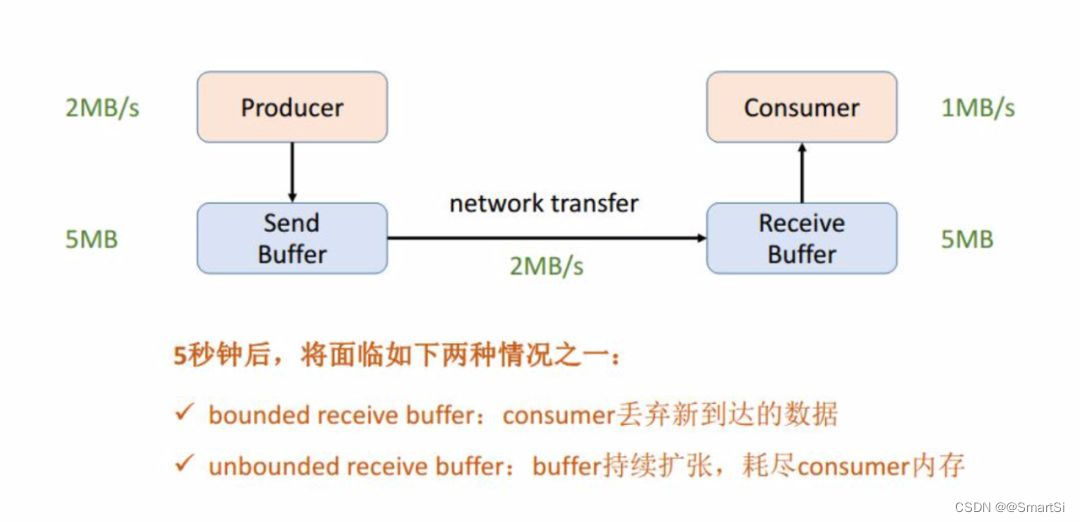 2MB/s
Producer
Consumer
1MB/s
network transfer
5MB
Send
Buffer
Receive
Buffer
5MB
2MB/s
5秒钟后，将面临如下两种情况之一：
✓ bounded receive buffer：consumer丢弃新到达的数据
✓ unbounded receive buffer：buffer持续扩张，耗尽consumer内存
CSDN @@SmartSi